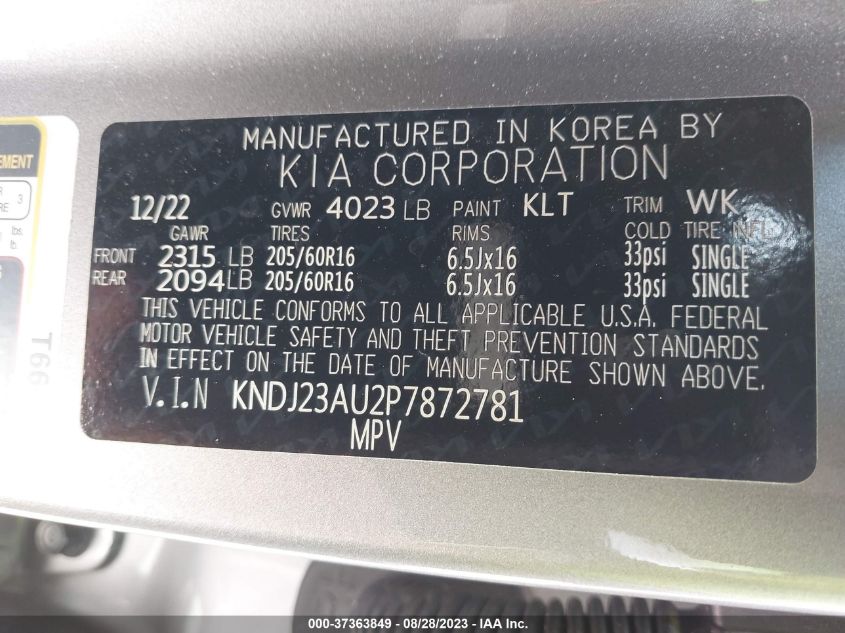 MANUFACTURED IN KOREA BY
KIA CORPORATION
12/22 GVWR 4023 LB PAINT KLT TRIM WK
GAWR TIRES RIMS COLD TIRE INFL.
FRONT 2315 LB 205/60R16 6.5Jx16 33psi SINGLE
REAR 2094 LB 205/60R16 6.5Jx16 33psi SINGLE
THIS VEHICLE CONFORMS TO ALL APPLICABLE U.S.A. FEDERAL
MOTOR VEHICLE SAFETY AND THEFT PREVENTION STANDARDS
IN EFFECT ON THE DATE OF MANUFACTURE SHOWN ABOVE.
V.I.N KNDJ23AU2P7872781
MPV
3
lb.
T66
000-37363849 - 08/28/2023 - 1